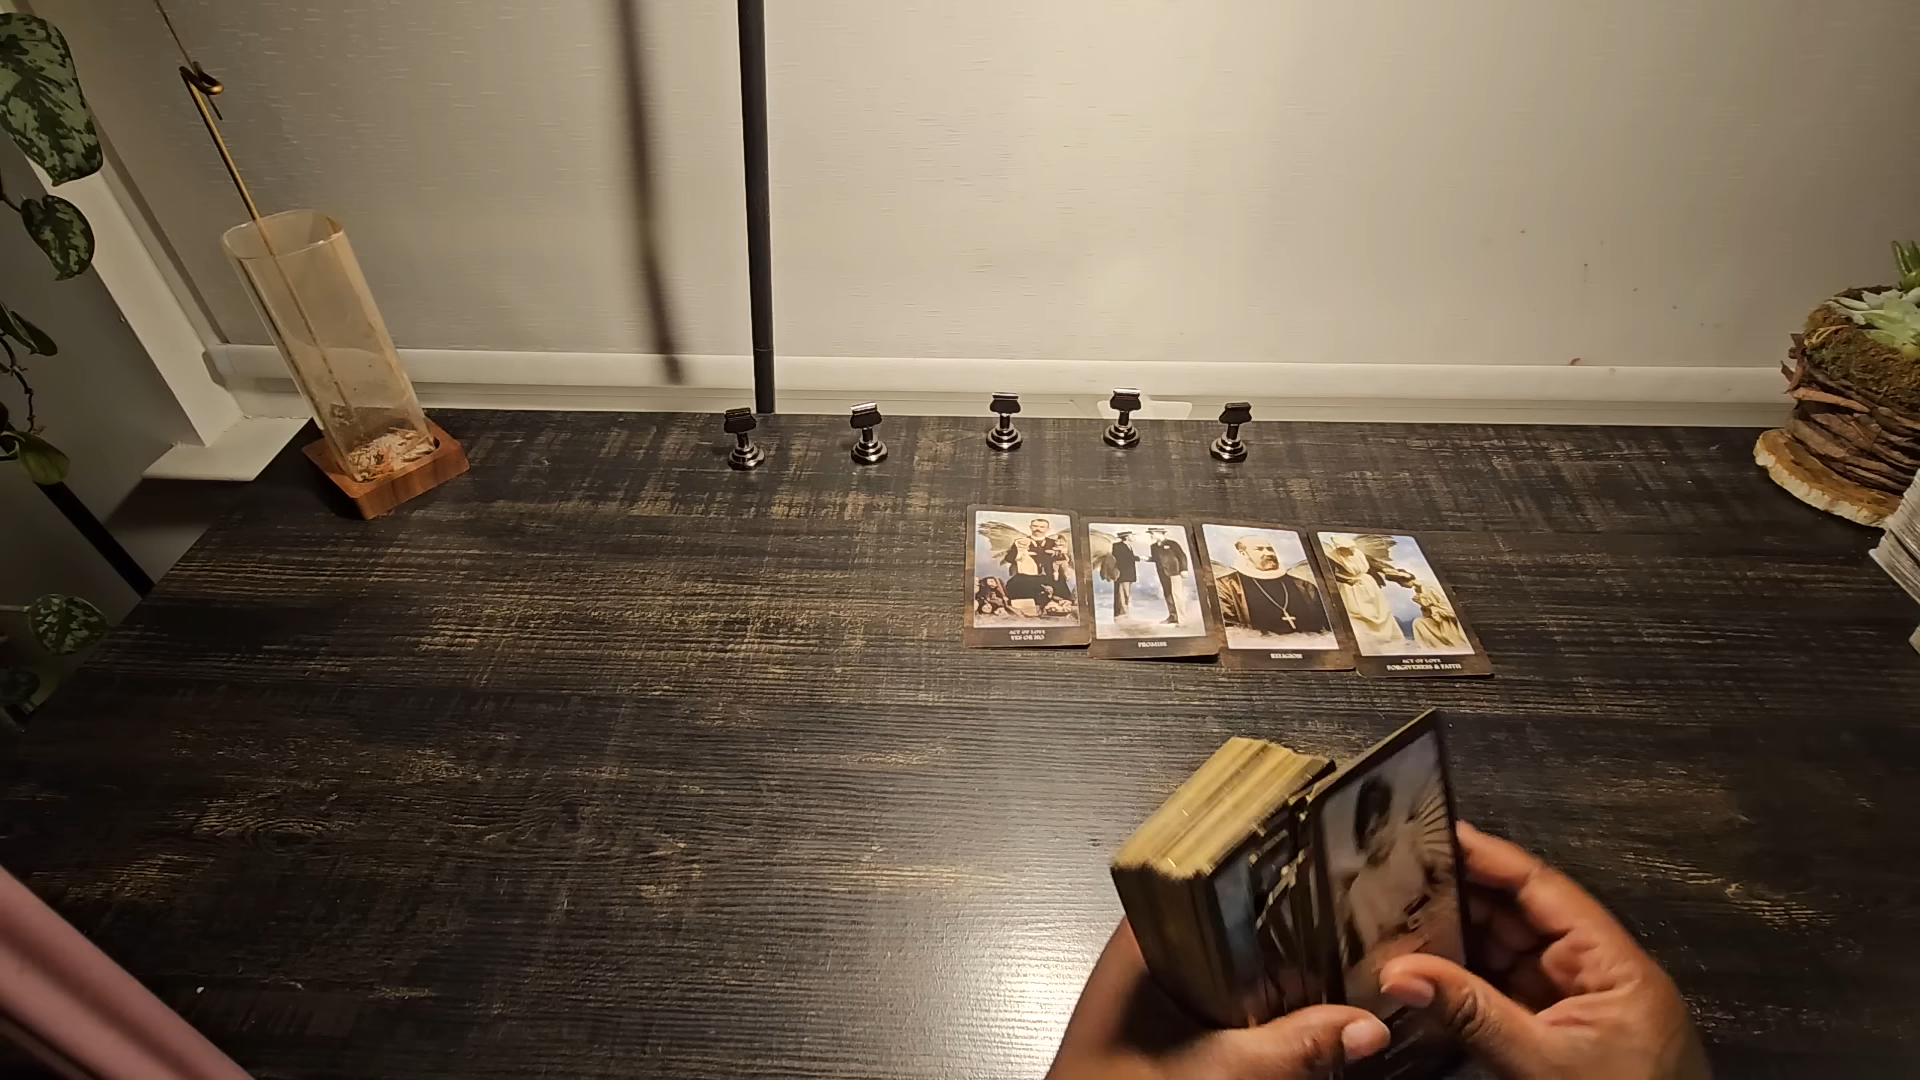 ACT OF LOVE
YES OR NO
PROMISE
RELIGION
ACT OF LOVE
FORGIVENESS & FAITH